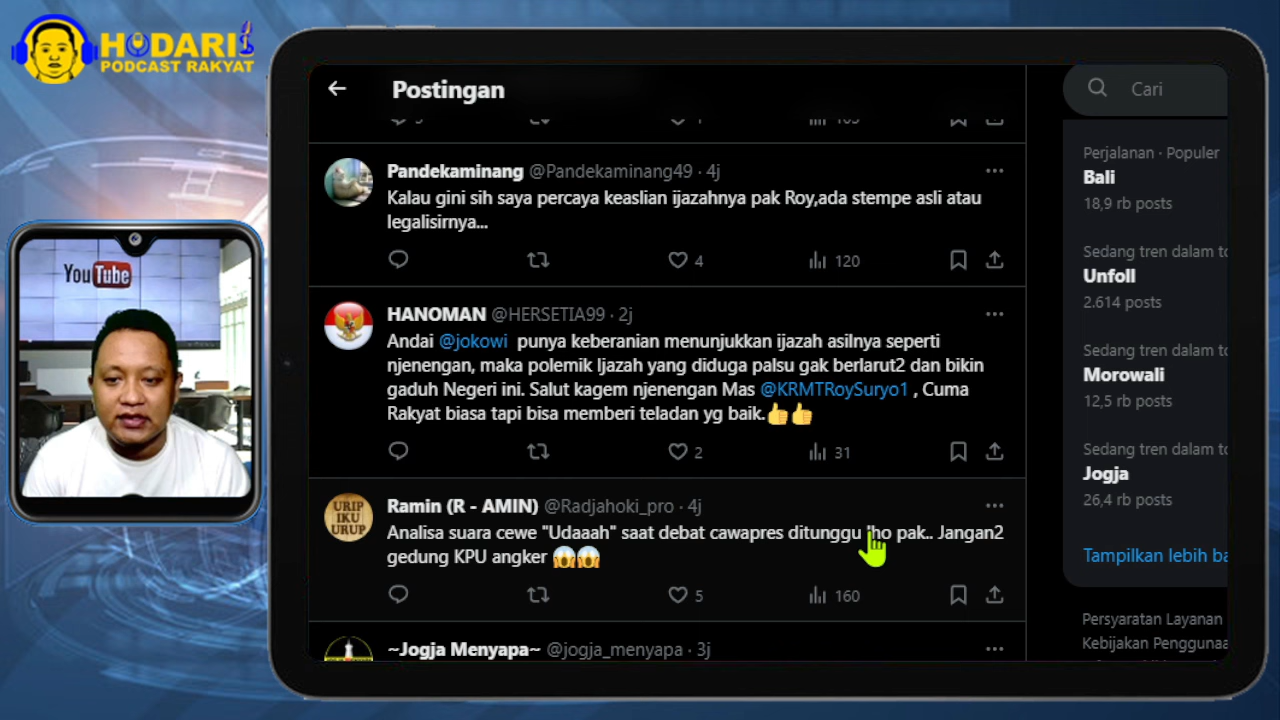 HODARI
PODCAST RAKYAT
YouTube
Postingan
Cari
Pandekaminang @Pandekaminang49 · 4j
Kalau gini sih saya percaya keaslian ijazahnya pak Roy,ada stempe asli atau
legalisirnya...
4 120
HANOMAN @HERSETIA99 · 2j
Andai @jokowi punya keberanian menunjukkan ijazah asilnya seperti
njenengan, maka polemik Ijazah yang diduga palsu gak berlarut2 dan bikin
gaduh Negeri ini. Salut kagem njenengan Mas @KRMTRoySuryo1 , Cuma
Rakyat biasa tapi bisa memberi teladan yg baik.👍👍
2 31
URIP
IKU
URUP
Ramin (R - AMIN) @Radjahoki_pro · 4j
Analisa suara cewe "Udaaah" saat debat cawapres ditunggu lho pak.. Jangan2
gedung KPU angker 😱😱
5 160
~Jogja Menyapa~ @jogja_menyapa · 3j
Perjalanan · Populer
Bali
18,9 rb posts
Sedang tren dalam to
Unfoll
2.614 posts
Sedang tren dalam to
Morowali
12,5 rb posts
Sedang tren dalam to
Jogja
26,4 rb posts
Tampilkan lebih ba
Persyaratan Layanan
Kebijakan Penggunaa